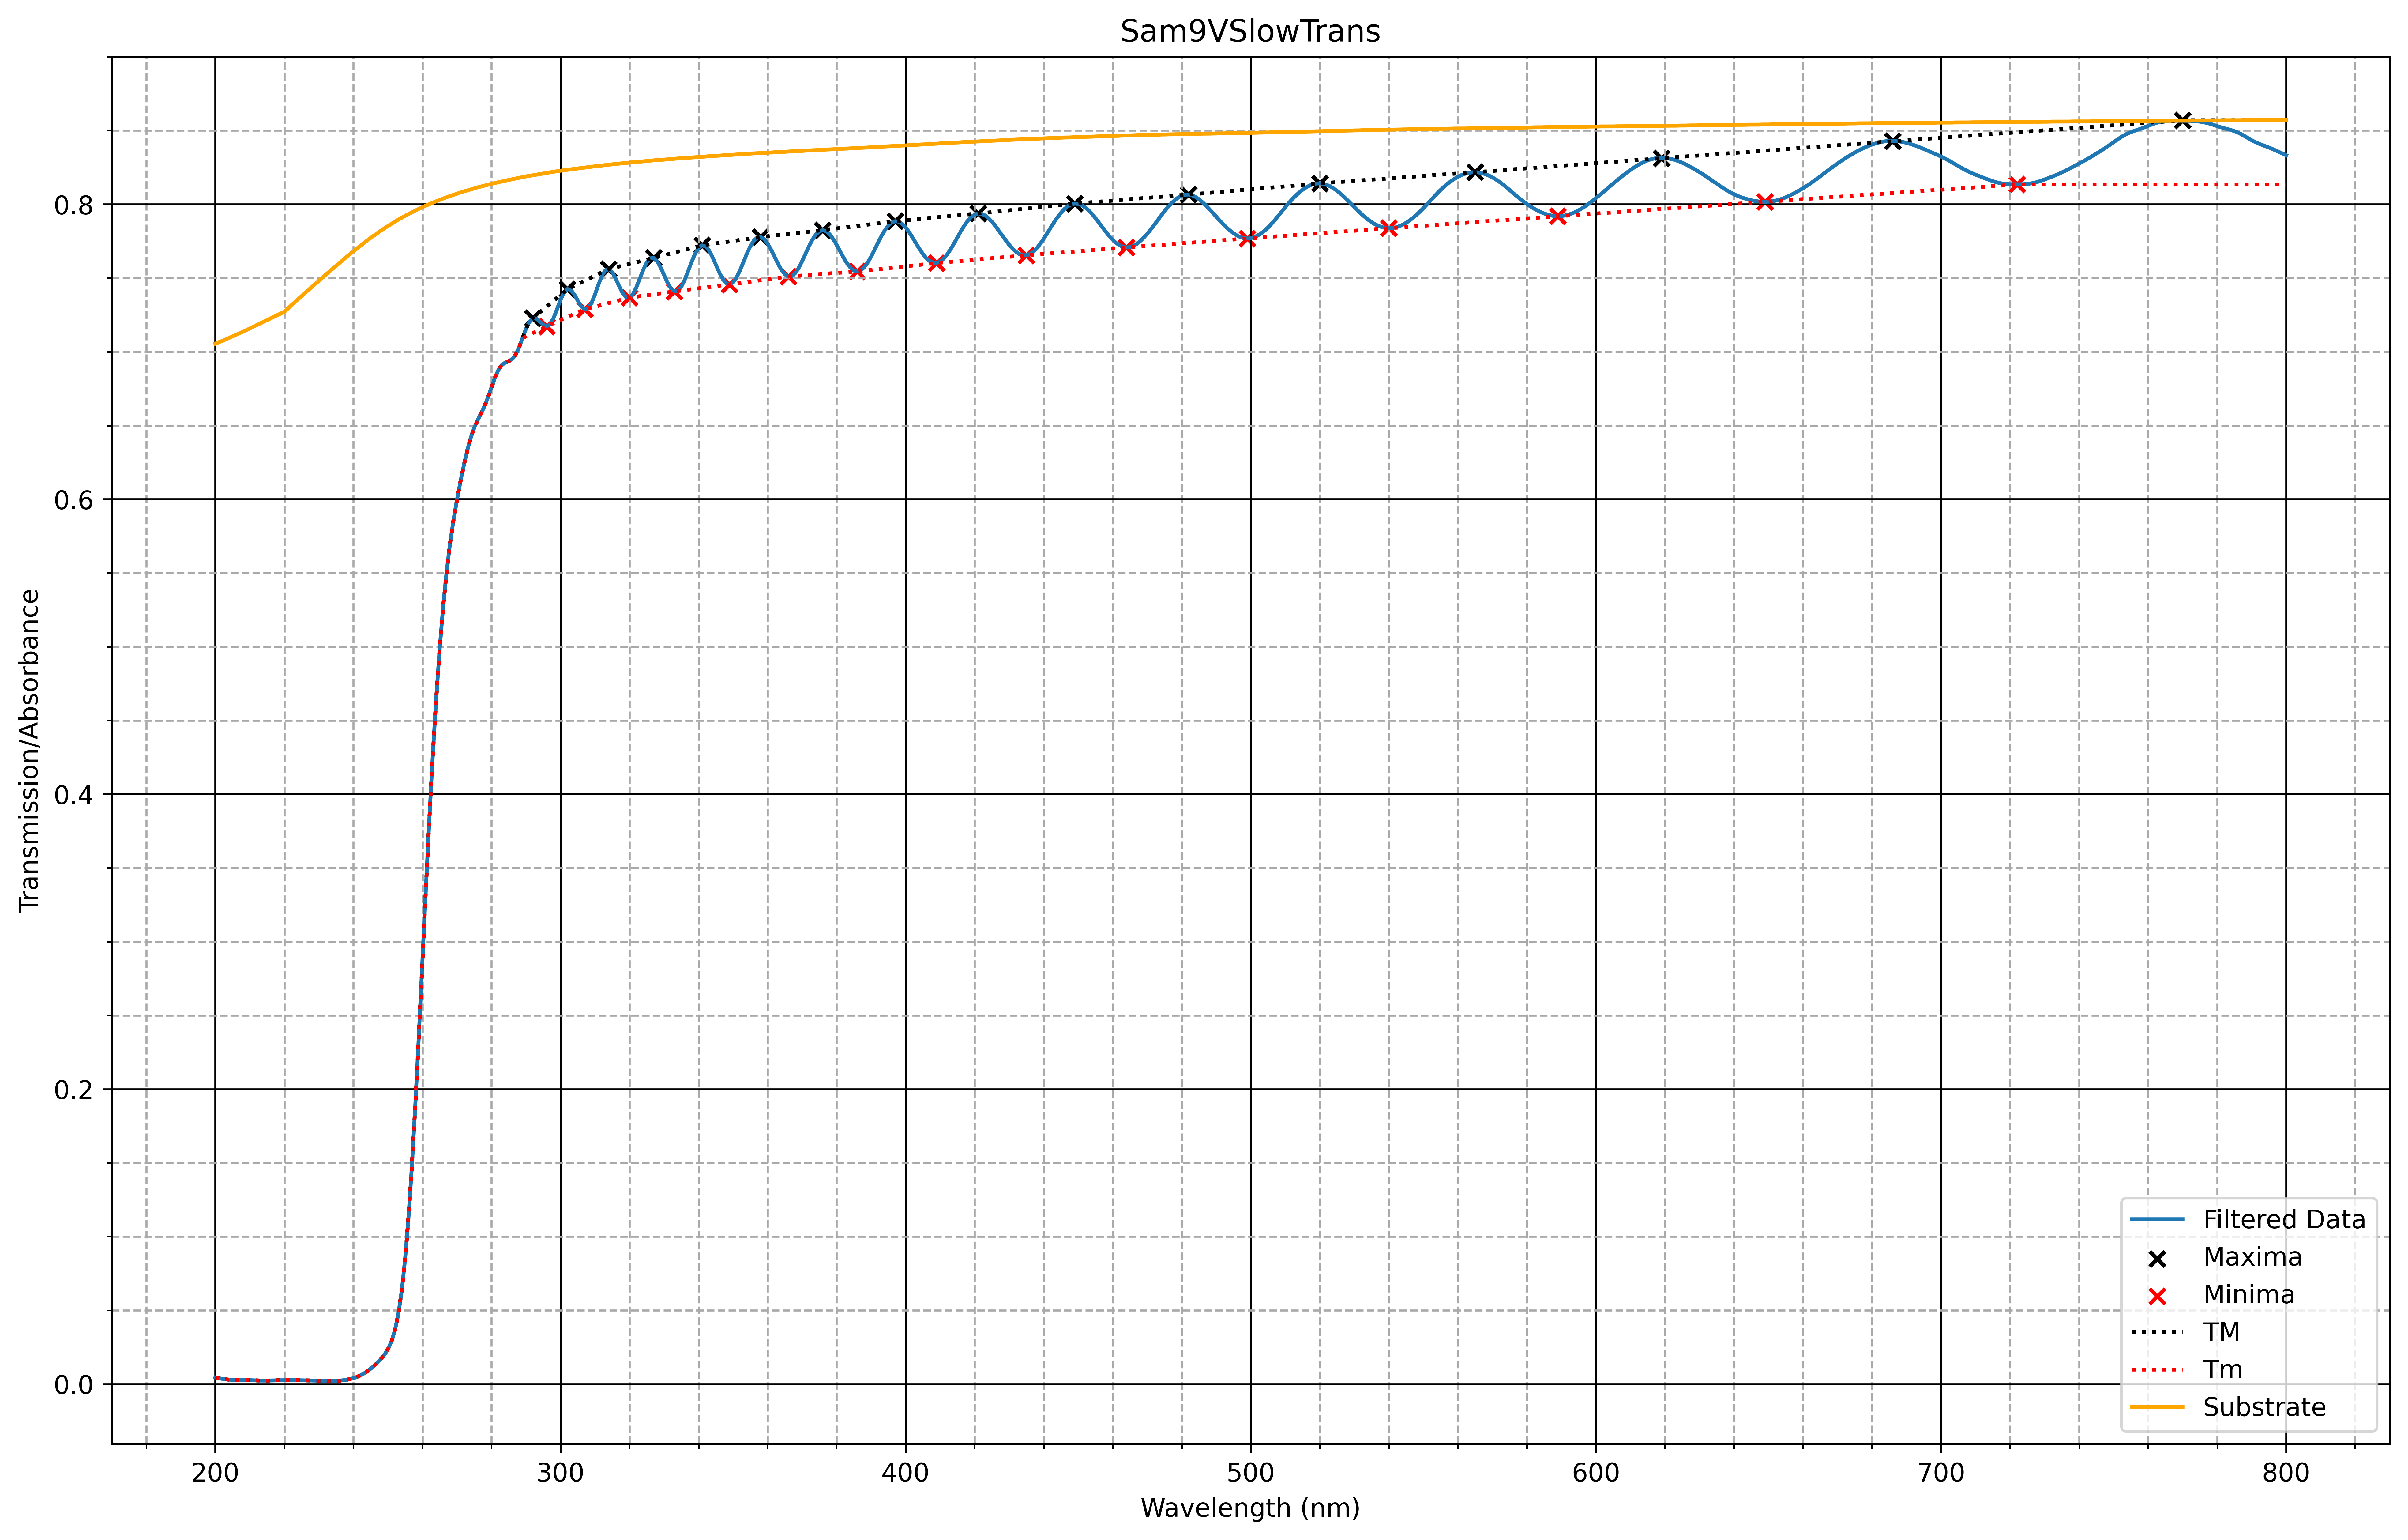 Sam9VSlowTrans
Transmission/Absorbance
0.8
0.6
0.4
0.2
0.0
200 300 400 500 600 700 800
Wavelength (nm)
Filtered Data
Maxima
Minima
TM
Tm
Substrate